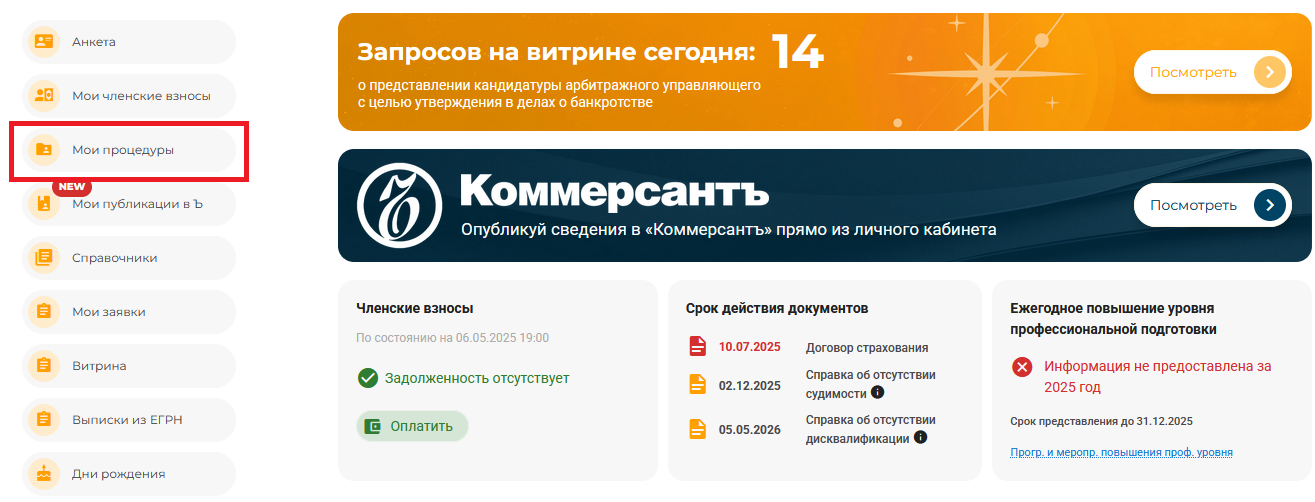 Анкета
Мои членские взносы
Мои процедуры
NEW
Мои публикации в Ъ
Справочники
Мои заявки
Витрина
Выписки из ЕГРН
Дни рождения
Запросов на витрине сегодня: 14
о представлении кандидатуры арбитражного управляющего
с целью утверждения в делах о банкротстве
Посмотреть
Коммерсантъ
Опубликуй сведения в «Коммерсантъ» прямо из личного кабинета
Посмотреть
Членские взносы
По состоянию на 06.05.2025 19:00
Задолженность отсутствует
Оплатить
Срок действия документов
10.07.2025 Договор страхования
02.12.2025 Справка об отсутствии
судимости
05.05.2026 Справка об отсутствии
дисквалификации
Ежегодное повышение уровня
профессиональной подготовки
Информация не предоставлена за
2025 год
Срок представления до 31.12.2025
Прогр. и меропр. повышения проф. уровня